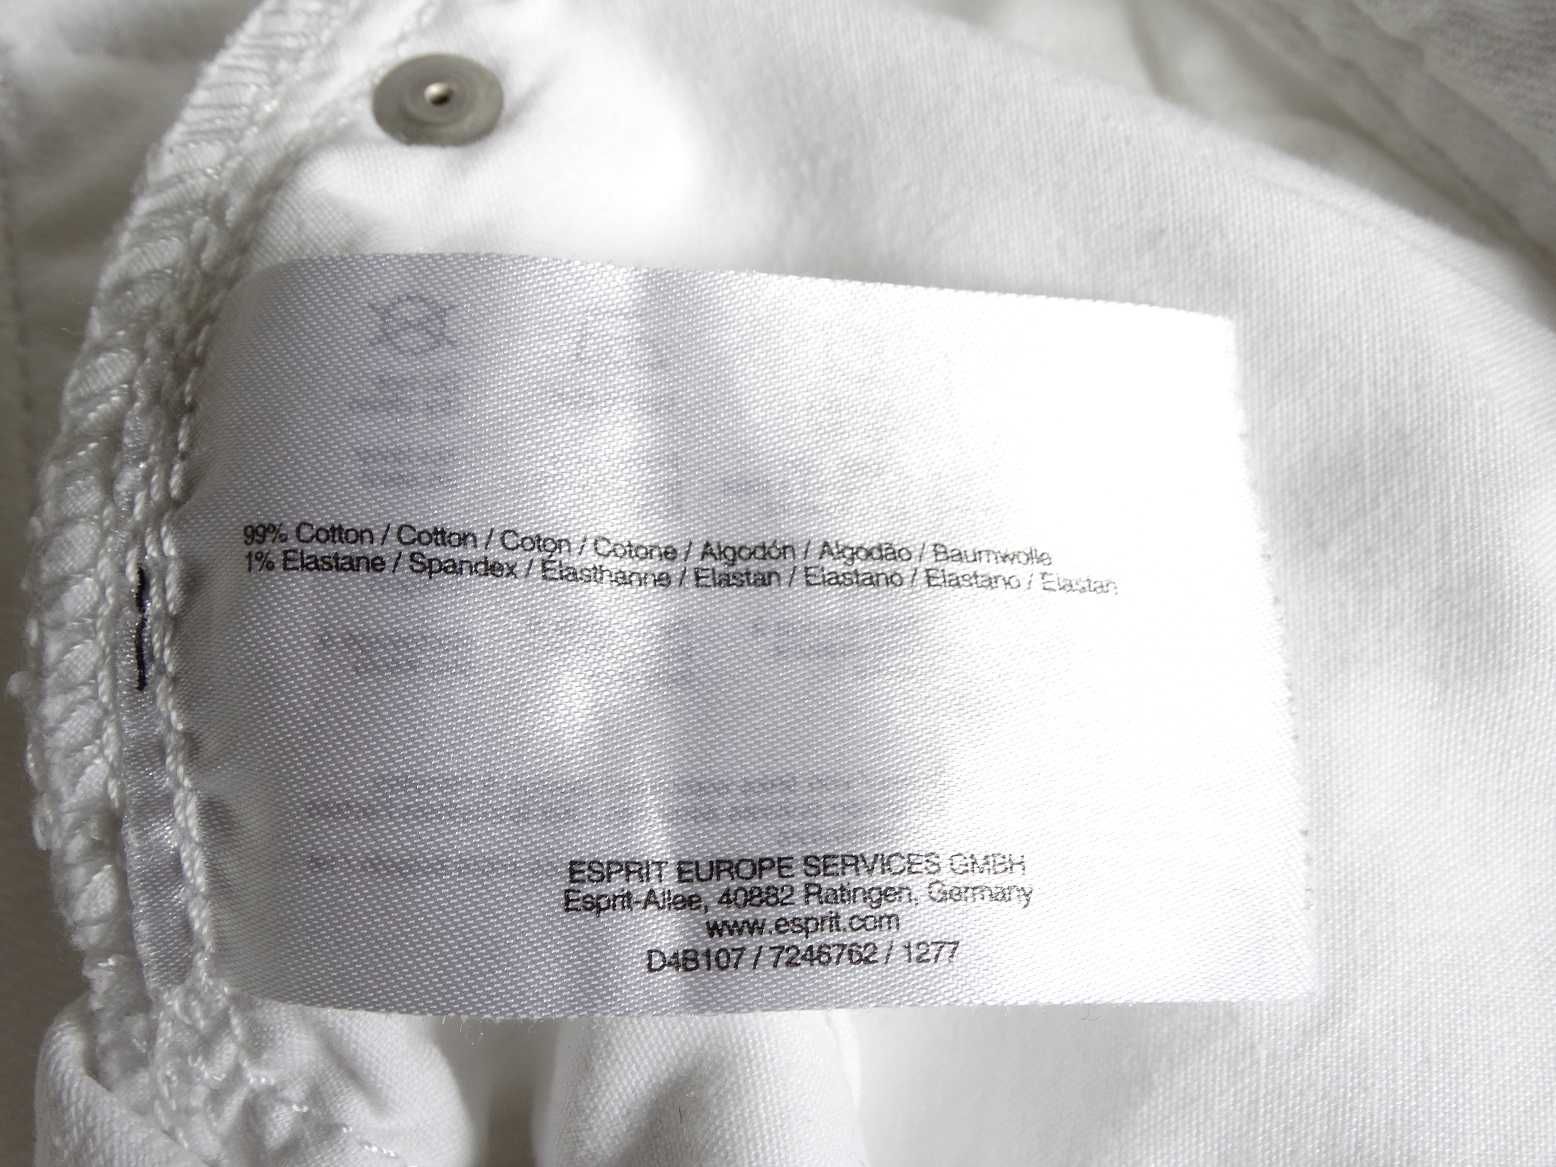 99% Cotton / Cotton / Coton / Cotone / Algodón / Algodão / Baumwolle
1% Elastane / Spandex / Élasthanne / Elastan / Elastano / Elastano / Elastan
ESPRIT EUROPE SERVICES GMBH
Esprit-Allee, 40882 Ratingen, Germany
www.esprit.com
D4B107 / 7246762 / 1277